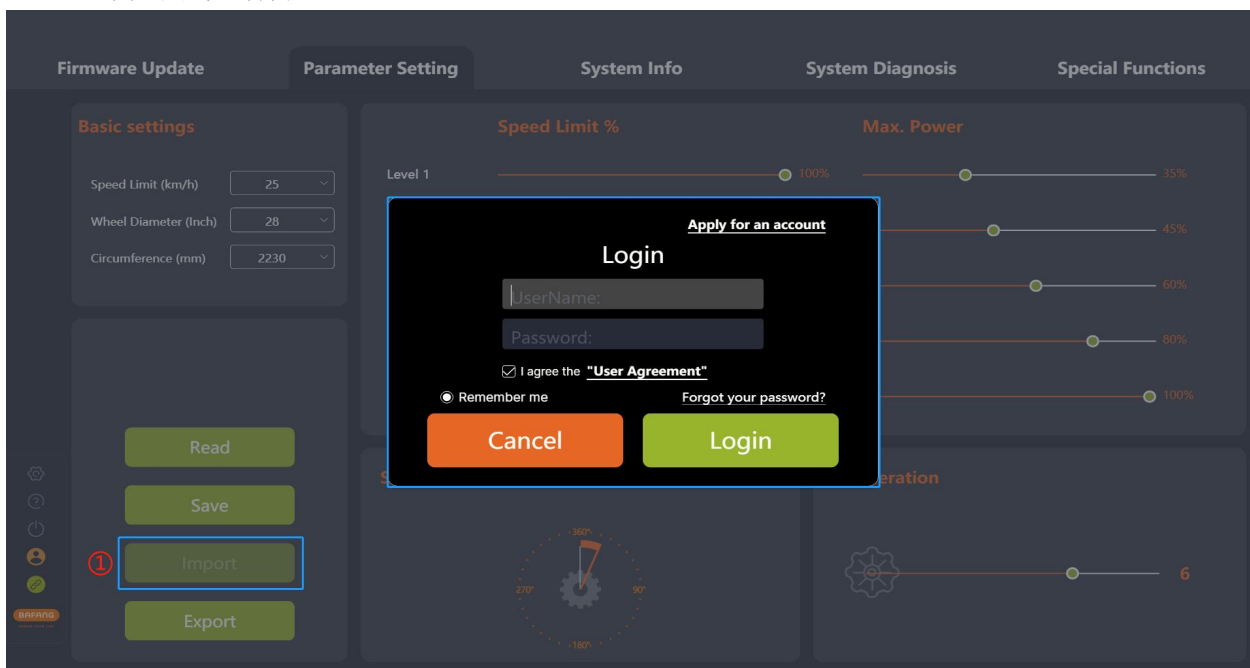 Firmware Update
Parameter Setting
System Info
System Diagnosis
Special Functions
Basic settings
Speed Limit (km/h)
25
Wheel Diameter (Inch)
28
Circumference (mm)
2230
Speed Limit %
Max. Power
Level 1
100%
35%
45%
60%
80%
100%
Apply for an account
Login
UserName:
Password:
I agree the "User Agreement"
Remember me
Forgot your password?
Cancel
Login
Read
Save
①
Import
Export
BAFANG
S
360°
90°
180°
270°
eration
6